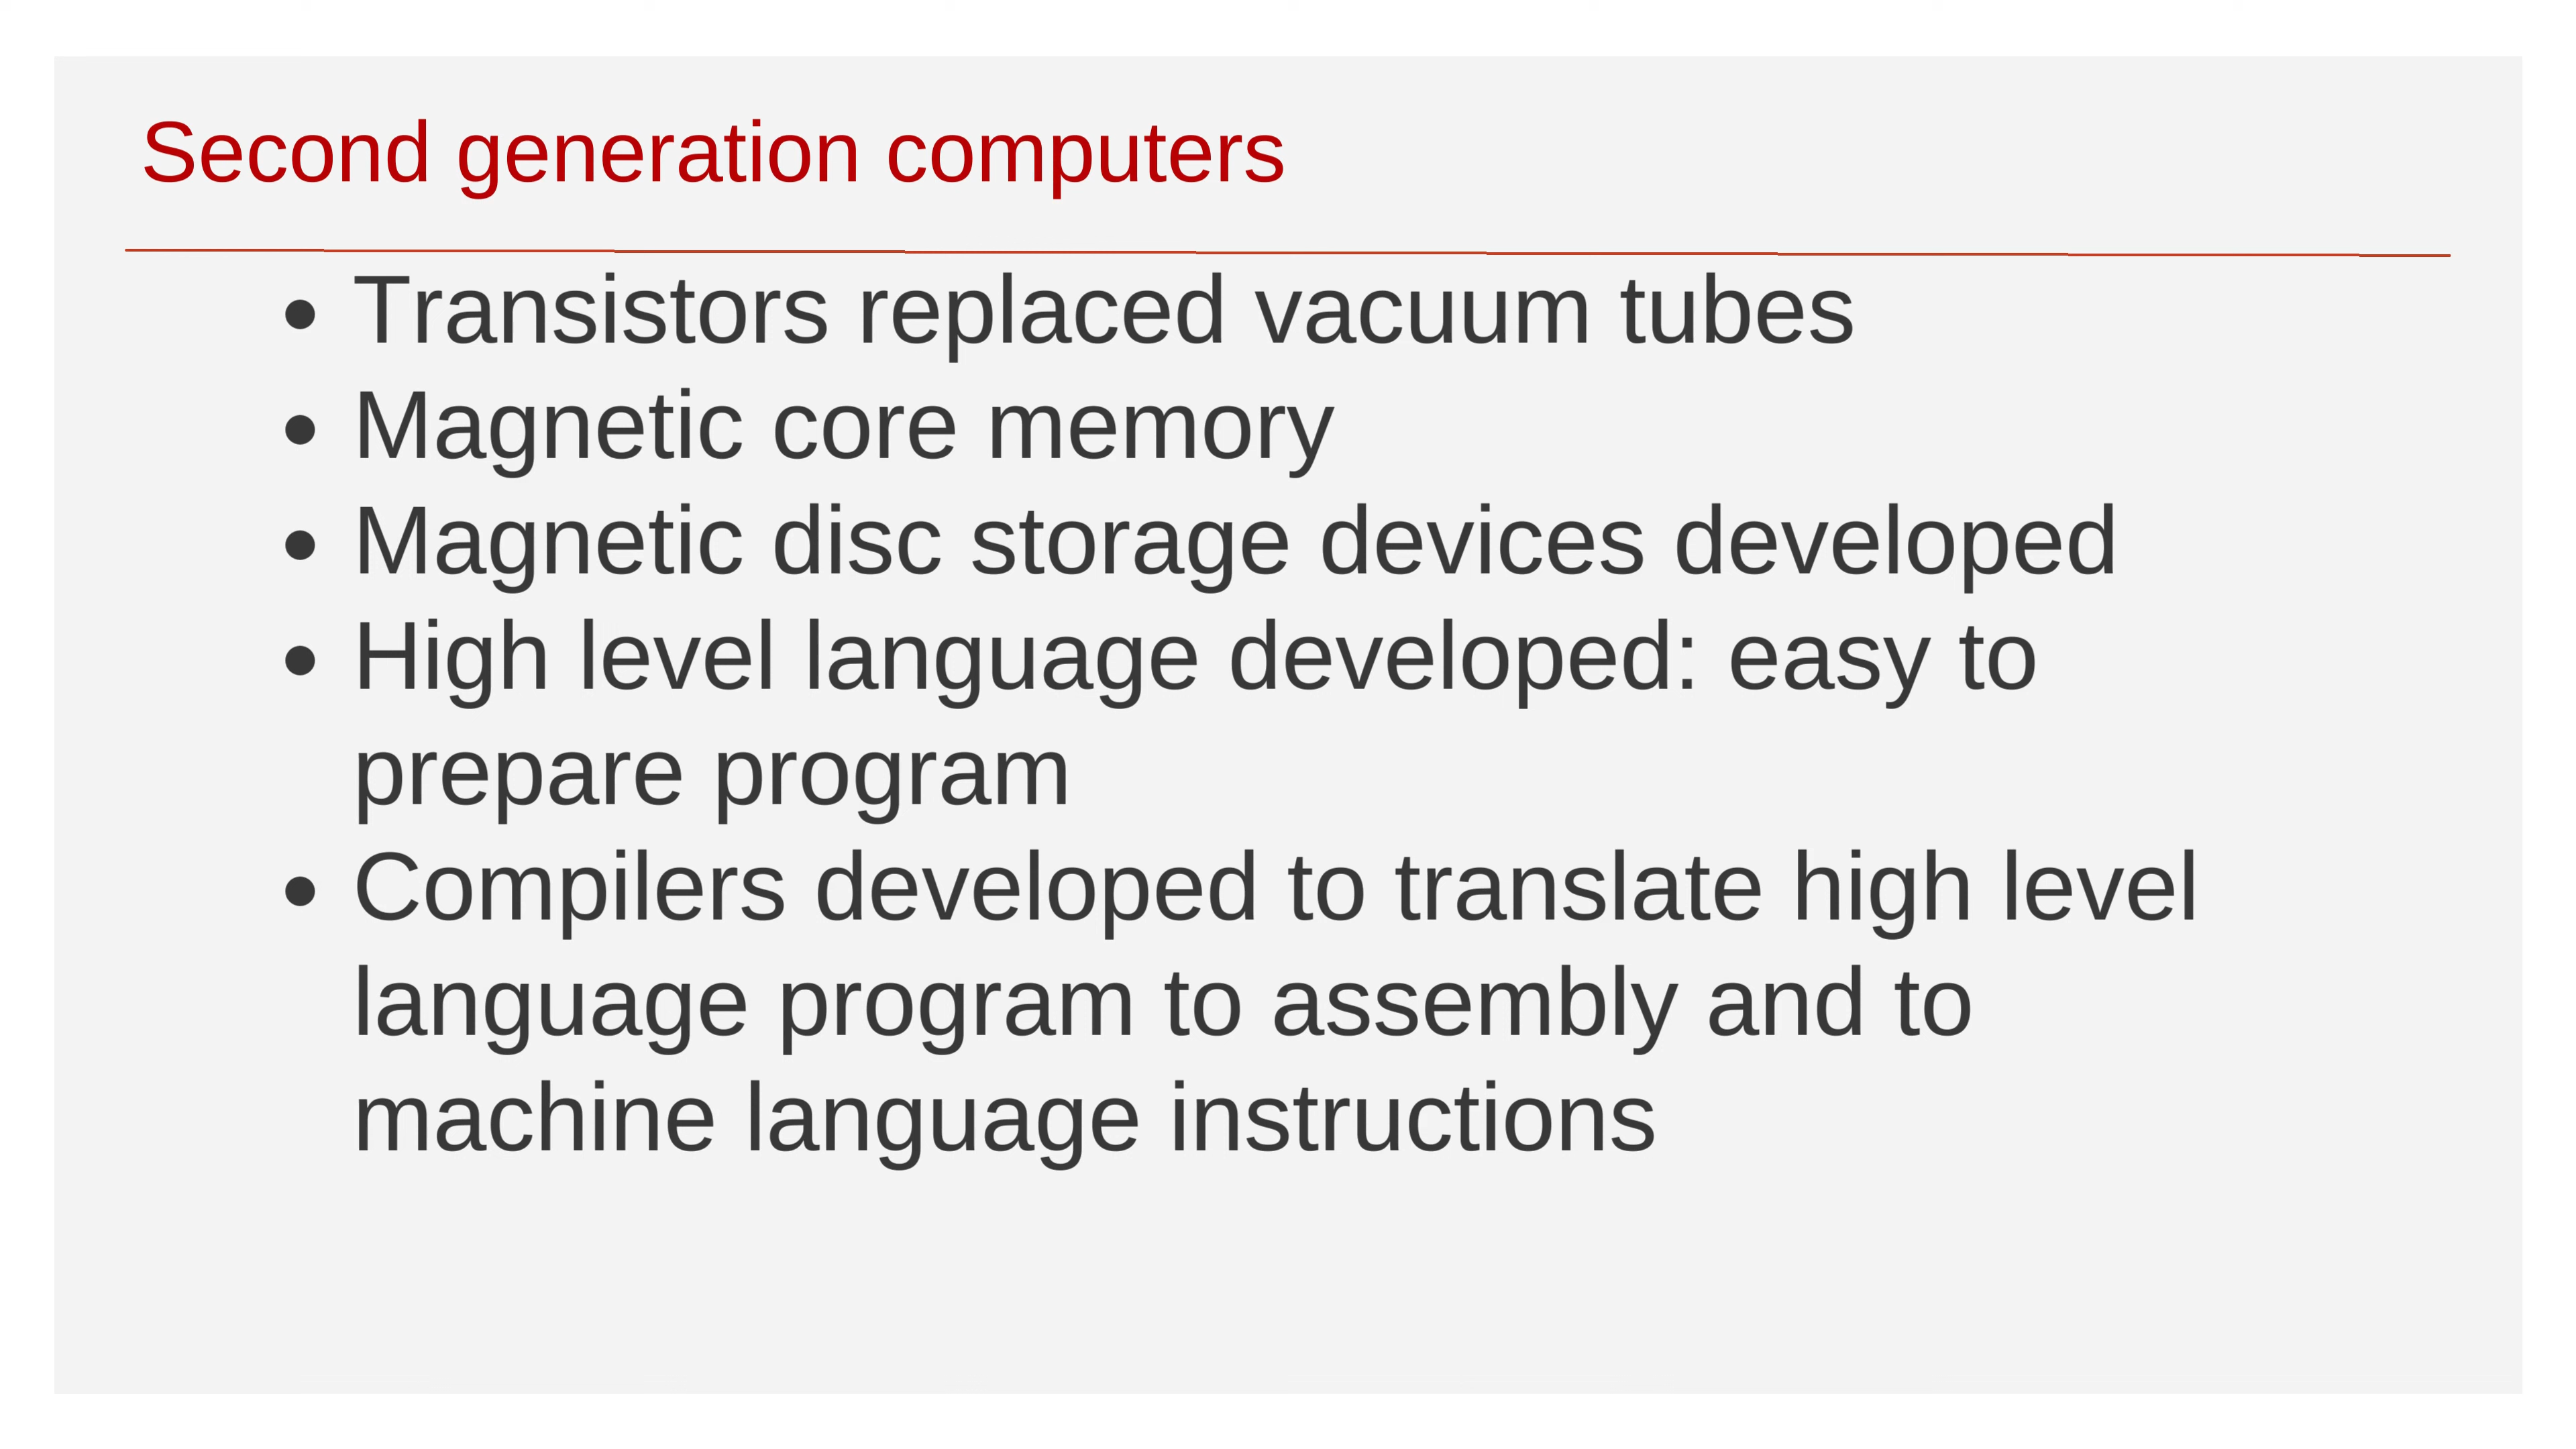 Second generation computers
• Transistors replaced vacuum tubes
• Magnetic core memory
• Magnetic disc storage devices developed
• High level language developed: easy to
prepare program
• Compilers developed to translate high level
language program to assembly and to
machine language instructions